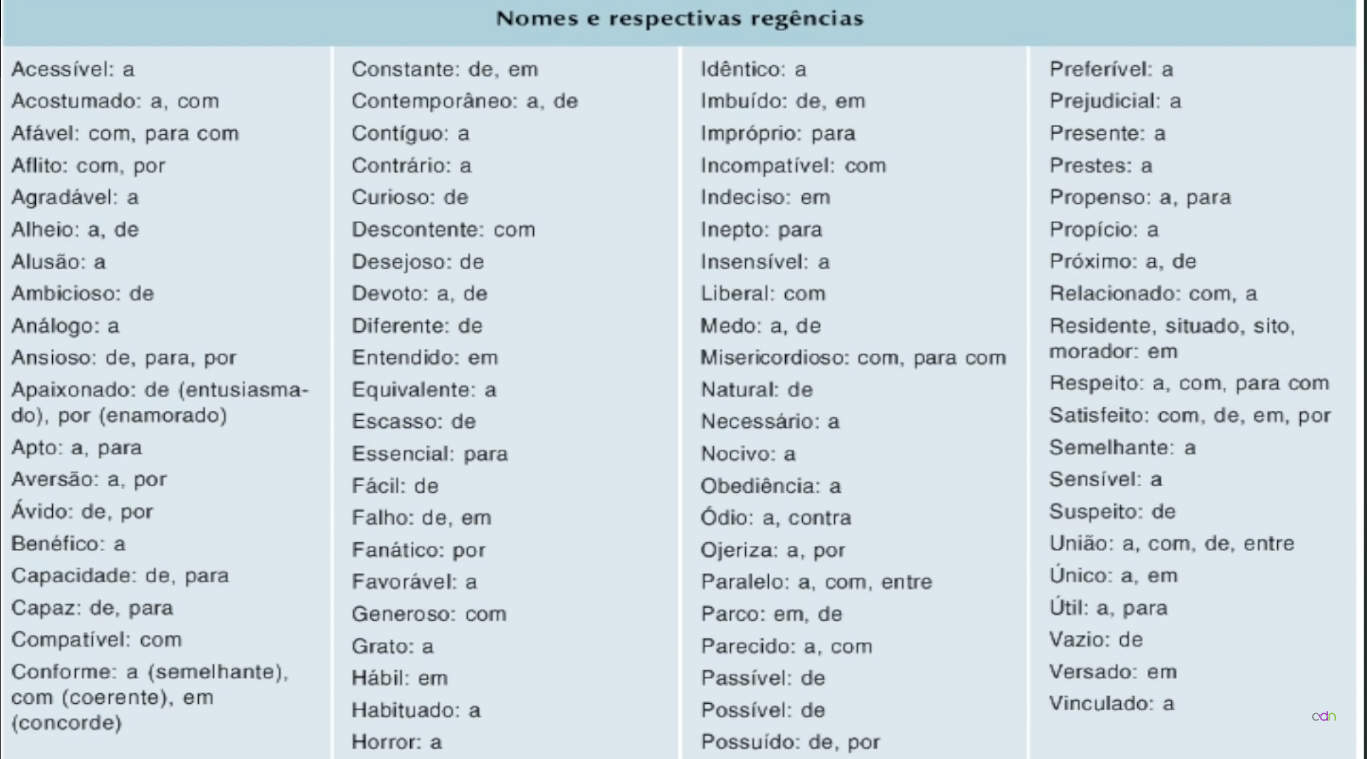 Nomes e respectivas regências
Acessível: a
Acostumado: a, com
Afável: com, para com
Aflito: com, por
Agradável: a
Alheio: a, de
Alusão: a
Ambicioso: de
Análogo: a
Ansioso: de, para, por
Apaixonado: de (entusiasma-
do), por (enamorado)
Apto: a, para
Aversão: a, por
Ávido: de, por
Benéfico: a
Capacidade: de, para
Capaz: de, para
Compatível: com
Conforme: a (semelhante),
com (coerente), em
(concorde)
Constante: de, em
Contemporâneo: a, de
Contíguo: a
Contrário: a
Curioso: de
Descontente: com
Desejoso: de
Devoto: a, de
Diferente: de
Entendido: em
Equivalente: a
Escasso: de
Essencial: para
Fácil: de
Falho: de, em
Fanático: por
Favorável: a
Generoso: com
Grato: a
Hábil: em
Habituado: a
Horror: a
Idêntico: a
Imbuído: de, em
Impróprio: para
Incompatível: com
Indeciso: em
Inepto: para
Insensível: a
Liberal: com
Medo: a, de
Misericordioso: com, para com
Natural: de
Necessário: a
Nocivo: a
Obediência: a
Ódio: a, contra
Ojeriza: a, por
Paralelo: a, com, entre
Parco: em, de
Parecido: a, com
Passível: de
Possível: de
Possuído: de, por
Preferível: a
Prejudicial: a
Presente: a
Prestes: a
Propenso: a, para
Propício: a
Próximo: a, de
Relacionado: com, a
Residente, situado, sito,
morador: em
Respeito: a, com, para com
Satisfeito: com, de, em, por
Semelhante: a
Sensível: a
Suspeito: de
União: a, com, de, entre
Único: a, em
Útil: a, para
Vazio: de
Versado: em
Vinculado: a
cdn